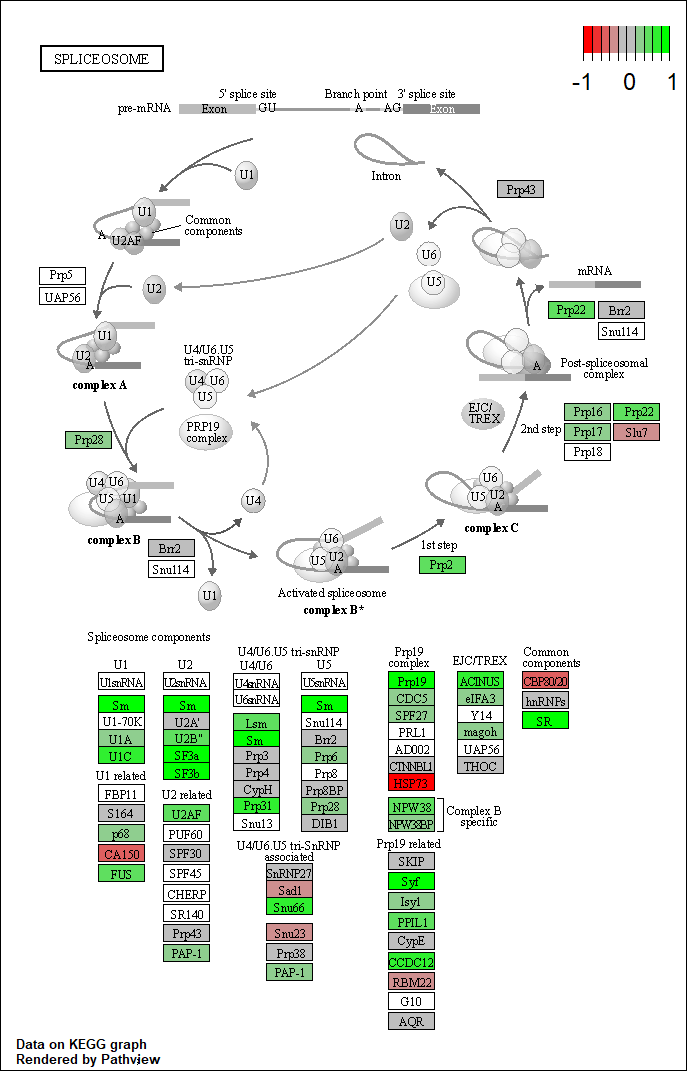 SPLICEOSOME
-1 0 1
5' splice site Branch point 3' splice site
pre-mRNA Exon GU A AG Exon
U1
Intron
Prp43
U1
A U2AF
Common
components
U2
U6
U5
Prp5
UAP56
U2
mRNA
Prp22 Brr2
Snu114
U1
U2
A
complex A
U4/U6.U5
tri-snRNP
U4 U6
U5
PRP19
complex
A
Post-spliceosomal
complex
EJC/
TREX
2nd step
Prp16 Prp22
Prp17 Slu7
Prp18
Prp28
U4 U6
U5 U1
A
complex B
U4
U6
U5 U2
A
complex C
Brr2
Snu114
U1
U6
U5 U2
A
Activated spliceosome
complex B*
1st step
Prp2
Spliceosome components
U1
U1snRNA
Sm
U1-70K
U1A
U1C
U1 related
FBP11
S164
p68
CA150
FUS
U2
U2snRNA
Sm
U2A'
U2B"
SF3a
SF3b
U2 related
U2AF
PUF60
SPF30
SPF45
CHERP
SR140
Prp43
PAP-1
U4/U6.U5 tri-snRNP
U4/U6
U4snRNA
U6snRNA
Lsm
Sm
Prp3
Prp4
CypH
Prp31
Snu13
U5
U5snRNA
Sm
Snu114
Brr2
Prp6
Prp8
Prp8BP
Prp28
DIB1
U4/U6.U5 tri-SnRNP
associated
SnRNP27
Sad1
Snu66
Snu23
Prp38
PAP-1
Prp19
complex
Prp19
CDC5
SPF27
PRL1
AD002
CTNNBL1
HSP73
NPW38
NPW38BP
Complex B
specific
Prp19 related
SKIP
Syf
Isy1
PPIL1
CypE
CCDC12
RBM22
G10
AQR
EJC/TREX
ACINUS
eIFA3
Y14
magoh
UAP56
THOC
Common
components
CBP80/20
hnRNPs
SR
Data on KEGG graph
Rendered by Pathview